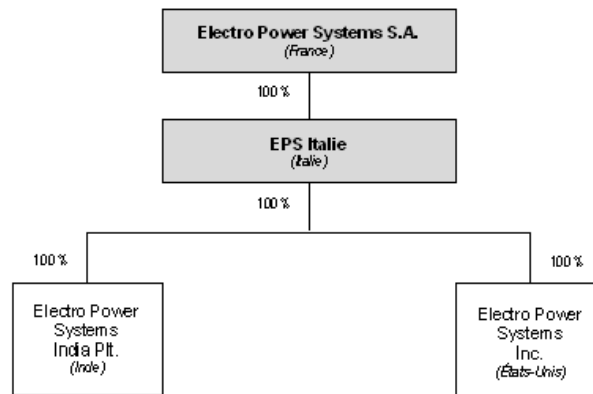 Electro Power Systems S.A.
(France)
100 %
EPS Italie
(Italie)
100 %
100 %
100 %
Electro Power
Systems
India Plt.
(Inde)
Electro Power
Systems
Inc.
(États-Unis)